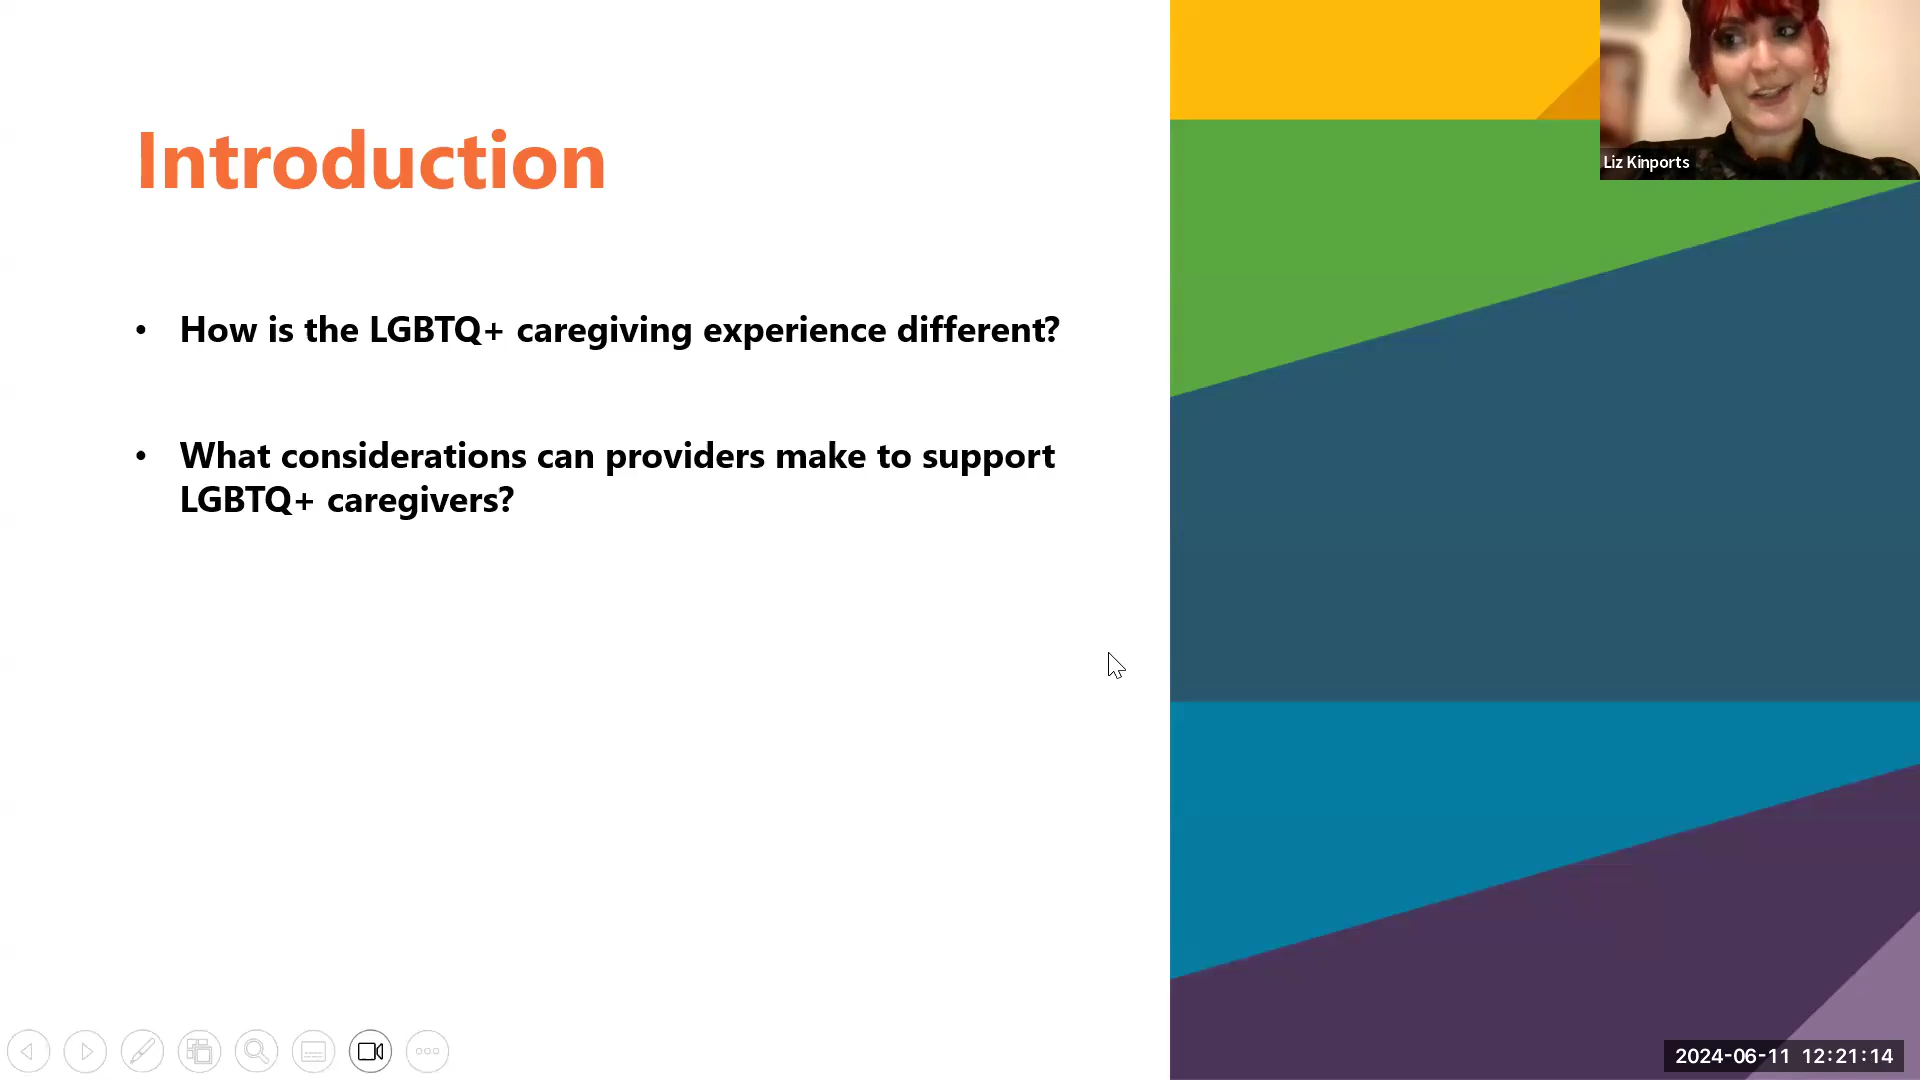 Introduction
• How is the LGBTQ+ caregiving experience different?
• What considerations can providers make to support
LGBTQ+ caregivers?
Liz Kinports
2024-06-11 12:21:14